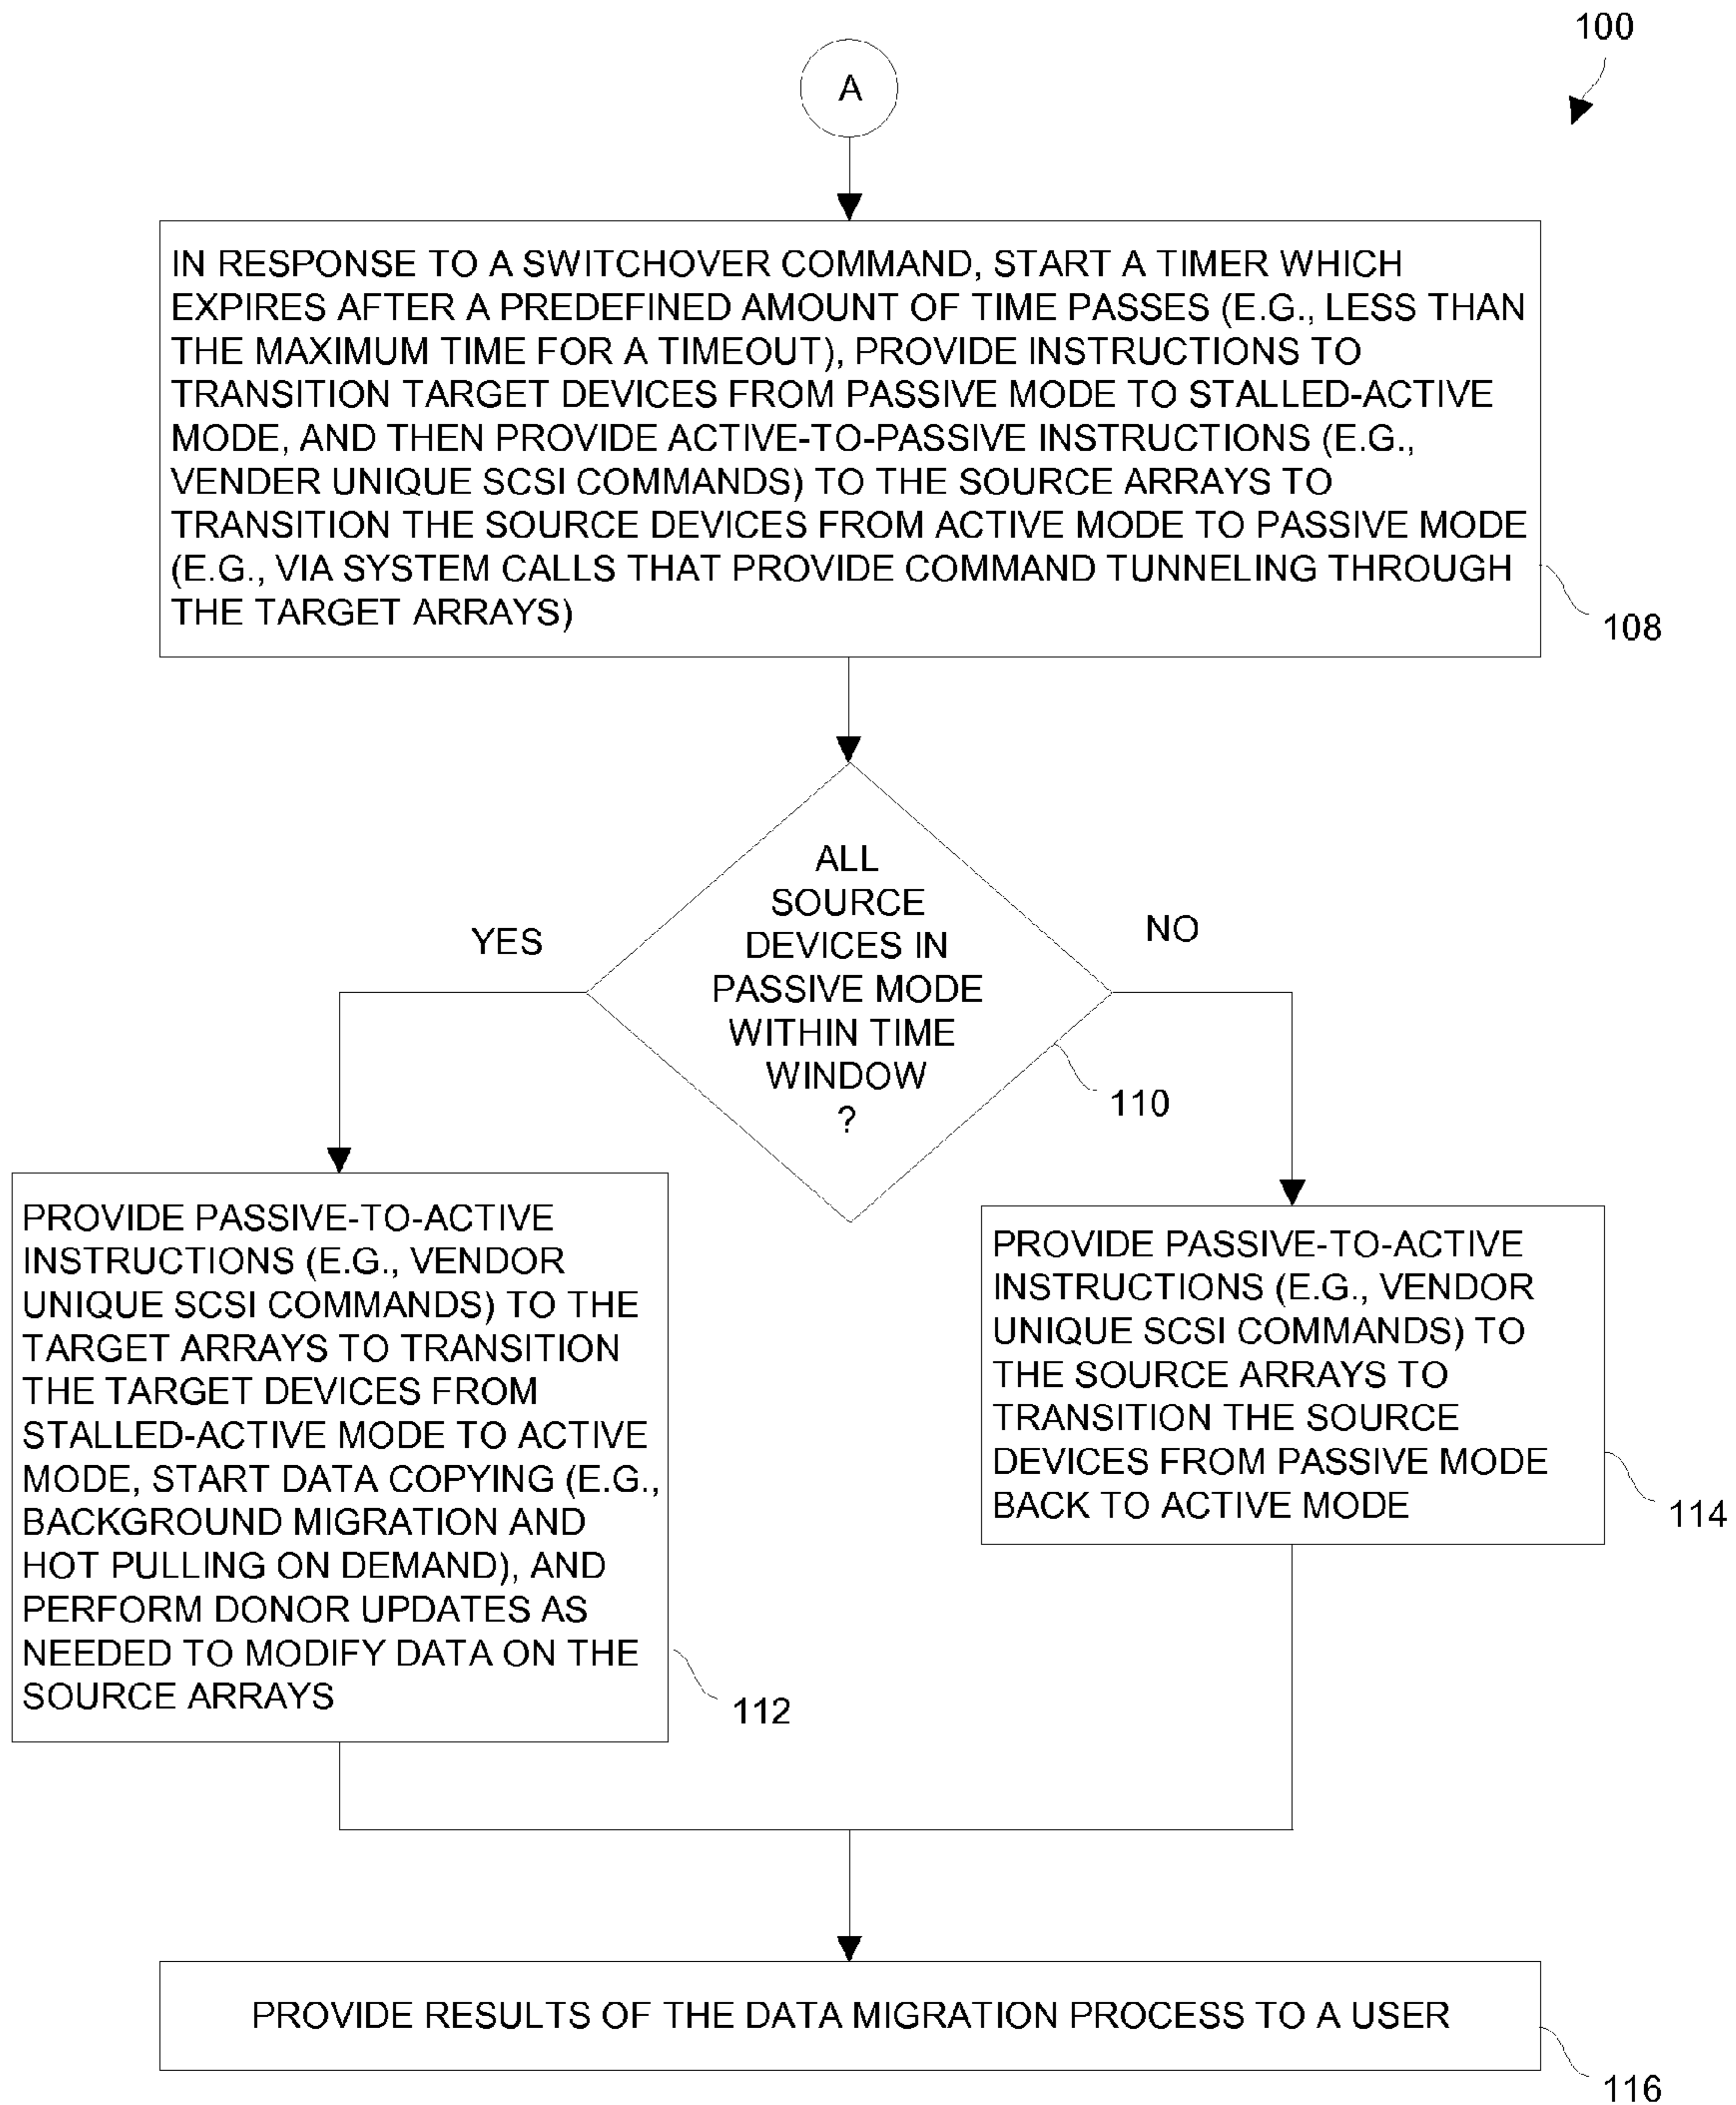 100
A
IN RESPONSE TO A SWITCHOVER COMMAND, START A TIMER WHICH
EXPIRES AFTER A PREDEFINED AMOUNT OF TIME PASSES (E.G., LESS THAN
THE MAXIMUM TIME FOR A TIMEOUT), PROVIDE INSTRUCTIONS TO
TRANSITION TARGET DEVICES FROM PASSIVE MODE TO STALLED-ACTIVE
MODE, AND THEN PROVIDE ACTIVE-TO-PASSIVE INSTRUCTIONS (E.G.,
VENDER UNIQUE SCSI COMMANDS) TO THE SOURCE ARRAYS TO
TRANSITION THE SOURCE DEVICES FROM ACTIVE MODE TO PASSIVE MODE
(E.G., VIA SYSTEM CALLS THAT PROVIDE COMMAND TUNNELING THROUGH
THE TARGET ARRAYS)
108
ALL
SOURCE
DEVICES IN
PASSIVE MODE
WITHIN TIME
WINDOW
?
YES
NO
110
PROVIDE PASSIVE-TO-ACTIVE
INSTRUCTIONS (E.G., VENDOR
UNIQUE SCSI COMMANDS) TO THE
TARGET ARRAYS TO TRANSITION
THE TARGET DEVICES FROM
STALLED-ACTIVE MODE TO ACTIVE
MODE, START DATA COPYING (E.G.,
BACKGROUND MIGRATION AND
HOT PULLING ON DEMAND), AND
PERFORM DONOR UPDATES AS
NEEDED TO MODIFY DATA ON THE
SOURCE ARRAYS
112
PROVIDE PASSIVE-TO-ACTIVE
INSTRUCTIONS (E.G., VENDOR
UNIQUE SCSI COMMANDS) TO
THE SOURCE ARRAYS TO
TRANSITION THE SOURCE
DEVICES FROM PASSIVE MODE
BACK TO ACTIVE MODE
114
PROVIDE RESULTS OF THE DATA MIGRATION PROCESS TO A USER
116